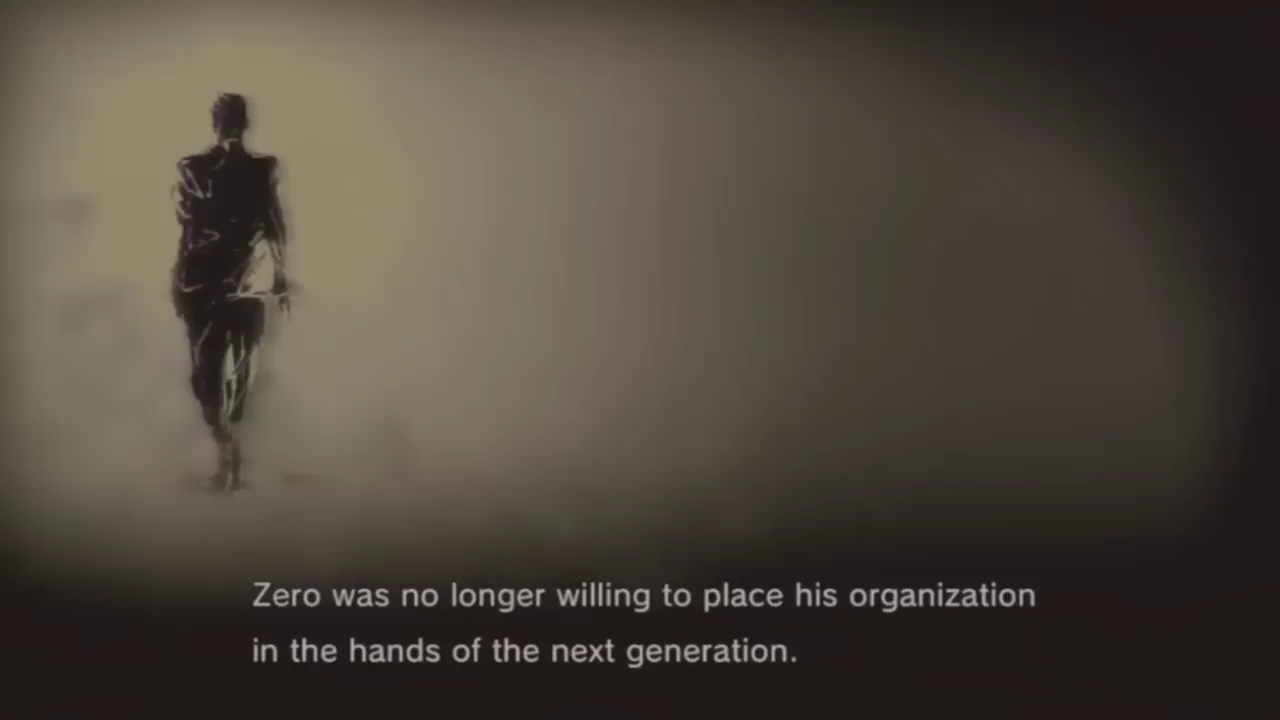 Zero was no longer willing to place his organization
in the hands of the next generation.